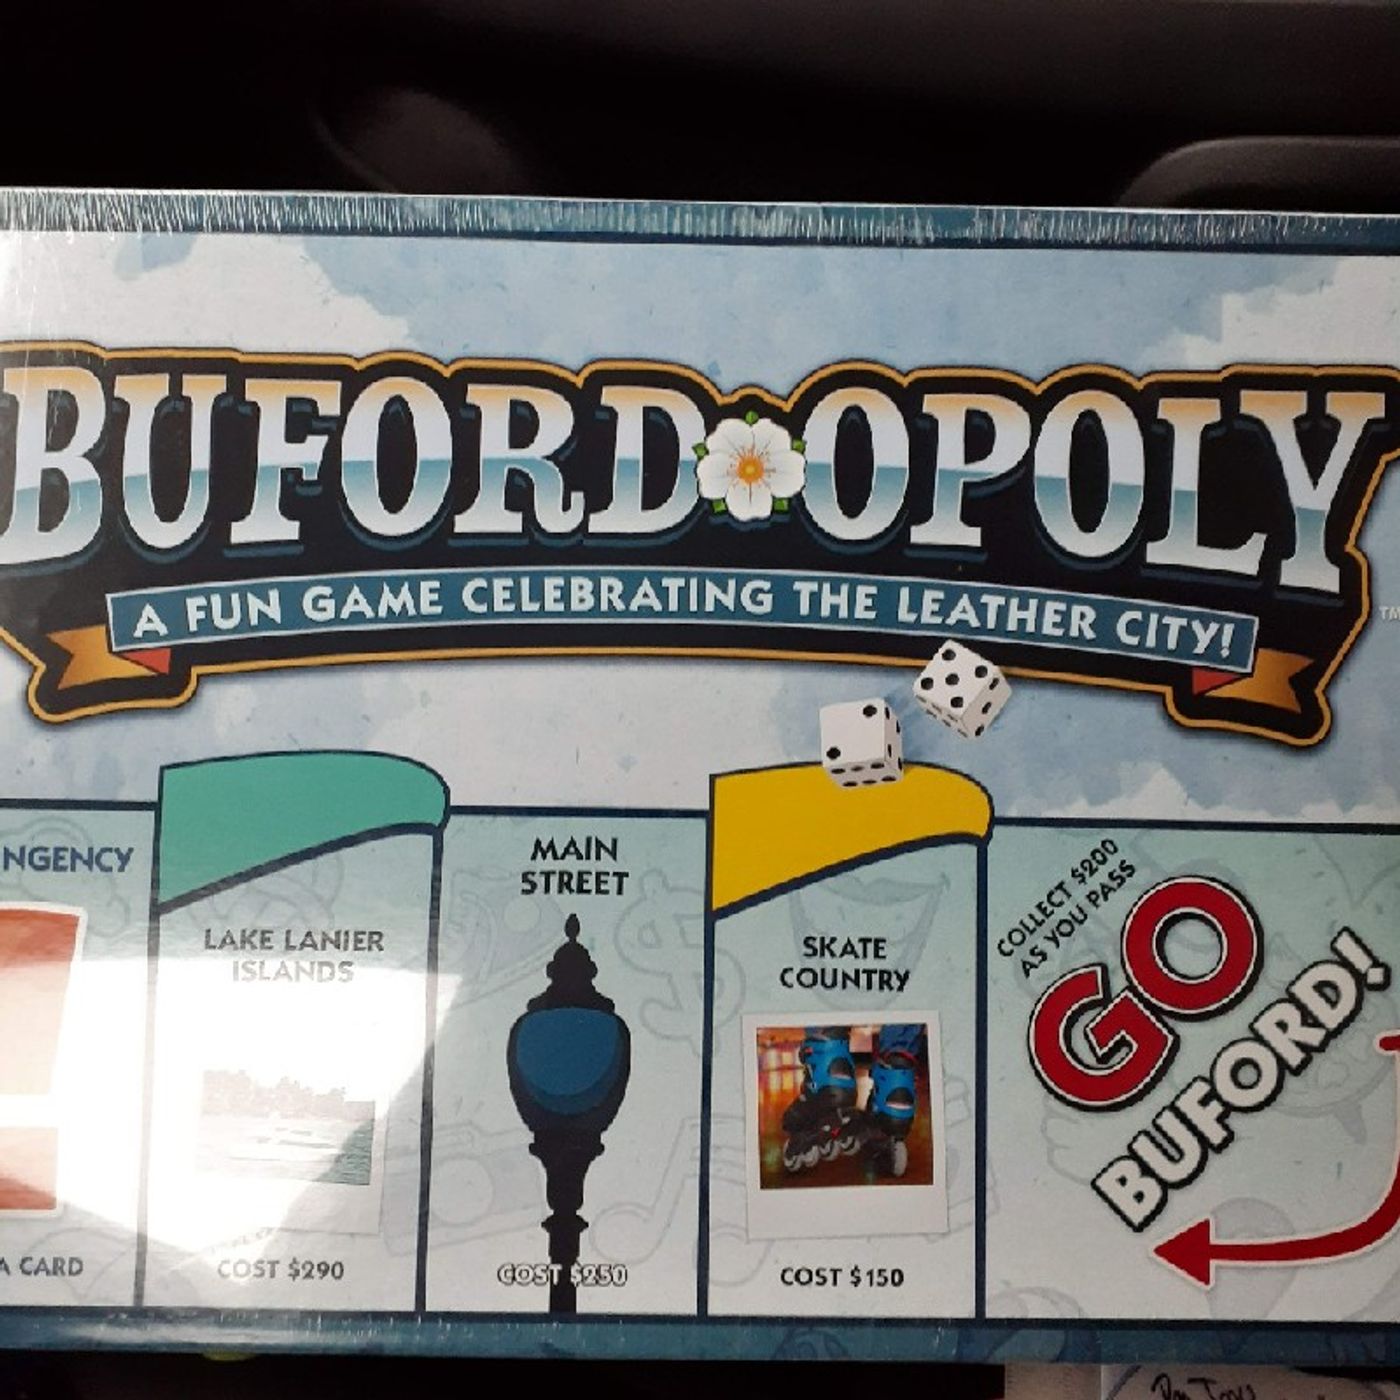 BUFORD OPOLY
TM
A FUN GAME CELEBRATING THE LEATHER CITY!
NGENCY
A CARD
LAKE LANIER
ISLANDS
COST $290
MAIN
STREET
COST $250
SKATE
COUNTRY
COST $150
COLLECT $200
AS YOU PASS
GO
BUFORD!